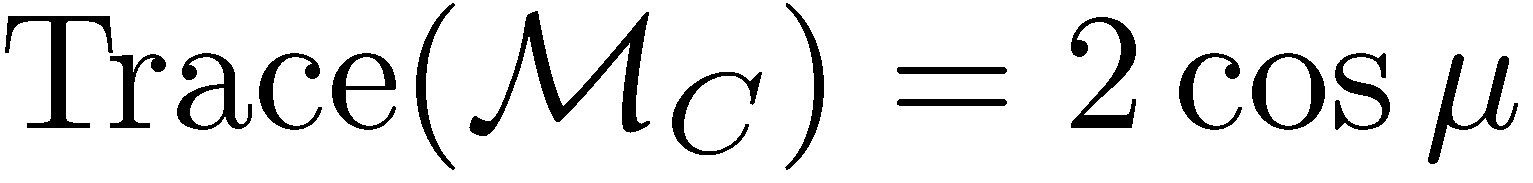 Trace(ℳ_C) = 2 cos μ